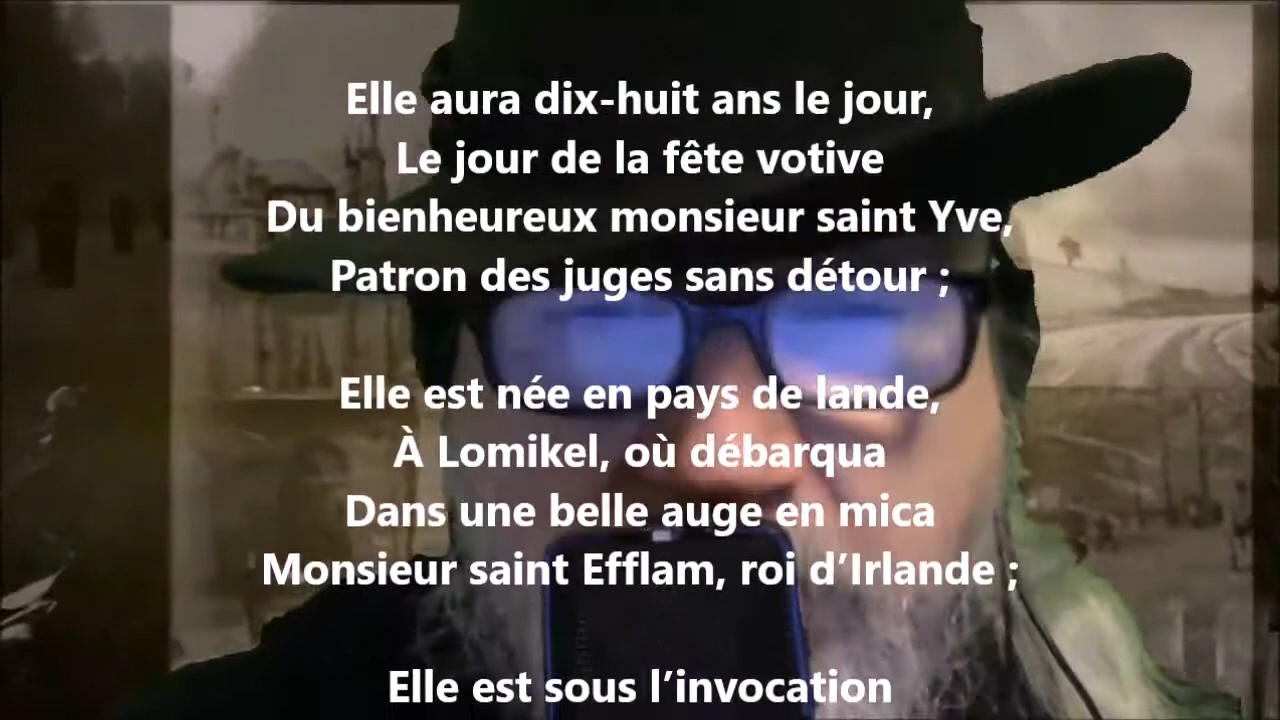 Elle aura dix-huit ans le jour,
Le jour de la fête votive
Du bienheureux monsieur saint Yve,
Patron des juges sans détour ;
Elle est née en pays de lande,
À Lomikel, où débarqua
Dans une belle auge en mica
Monsieur saint Efflam, roi d’Irlande ;
Elle est sous l’invocation